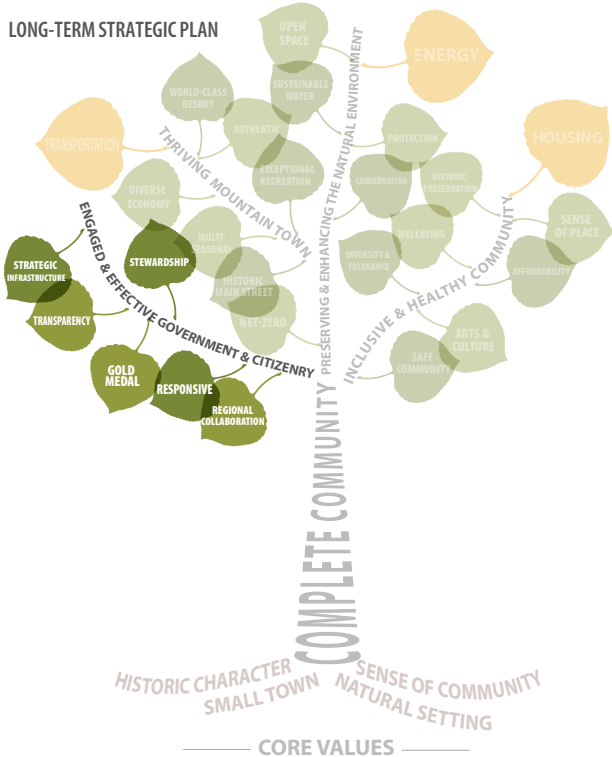 LONG-TERM STRATEGIC PLAN
OPEN
SPACE
ENERGY
WORLD-CLASS
RESORT
SUSTAINABLE
WATER
TRANSPORTATION
AUTHENTIC
PROTECTION
HOUSING
EXCEPTIONAL
RECREATION
CONSERVATION
HISTORIC
PRESERVATION
DIVERSE
ECONOMY
THRIVING MOUNTAIN TOWN
PRESERVING & ENHANCING THE NATURAL ENVIRONMENT
MULTI-
SEASONAL
WELLBEING
SENSE
OF PLACE
STRATEGIC
INFRASTRUCTURE
STEWARDSHIP
DIVERSITY &
TOLERANCE
AFFORDABILITY
HISTORIC
MAIN STREET
TRANSPARENCY
NET-ZERO
ENGAGED & EFFECTIVE GOVERNMENT & CITIZENRY
INCLUSIVE & HEALTHY COMMUNITY
ARTS &
CULTURE
SAFE
COMMUNITY
GOLD
MEDAL
RESPONSIVE
REGIONAL
COLLABORATION
COMPLETE COMMUNITY
HISTORIC CHARACTER
SMALL TOWN
SENSE OF COMMUNITY
NATURAL SETTING
CORE VALUES